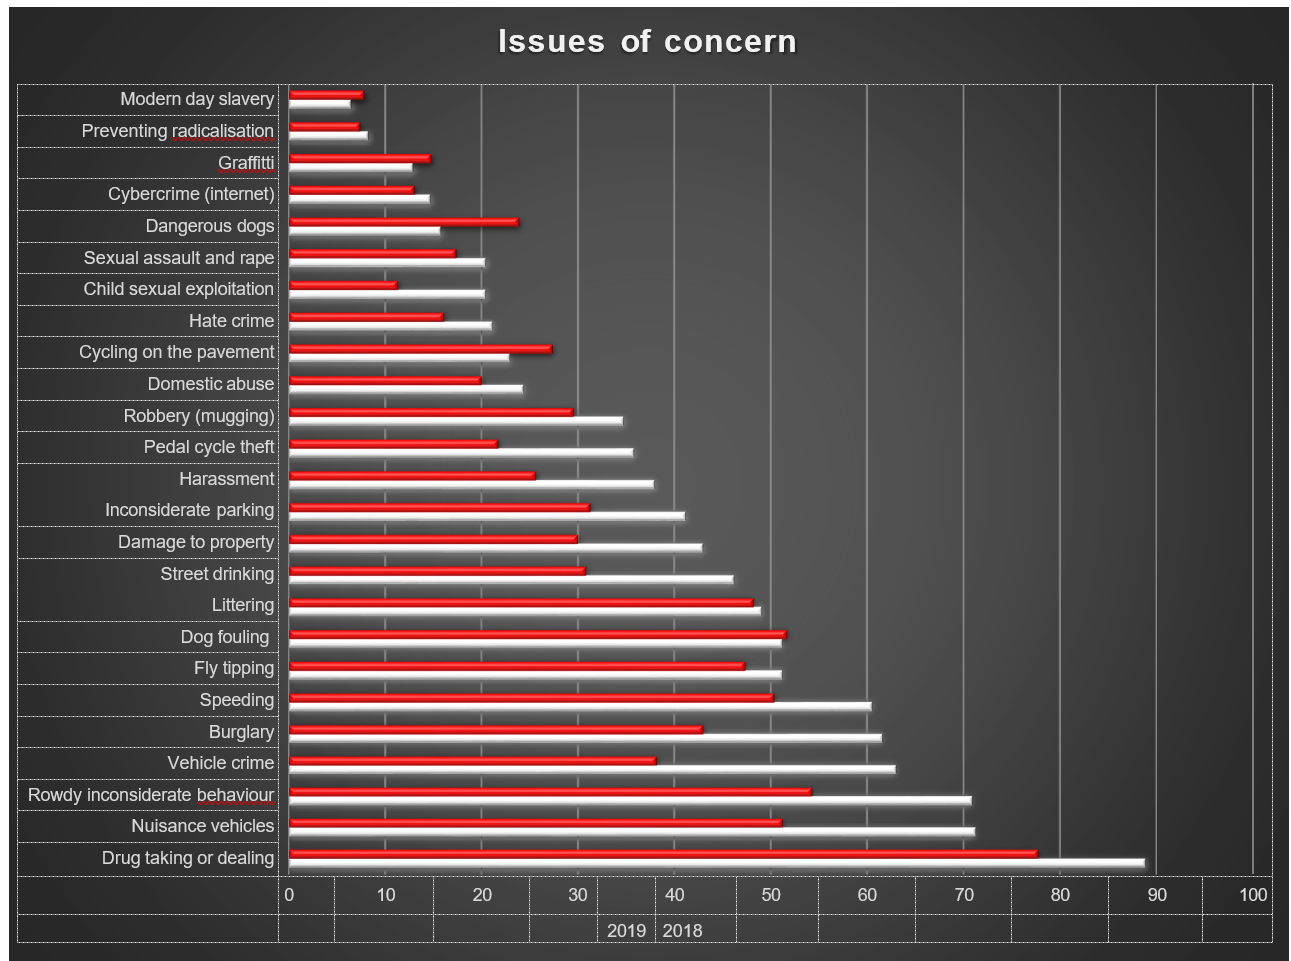 Issues of concern
Modern day slavery
Preventing radicalisation
Graffitti
Cybercrime (internet)
Dangerous dogs
Sexual assault and rape
Child sexual exploitation
Hate crime
Cycling on the pavement
Domestic abuse
Robbery (mugging)
Pedal cycle theft
Harassment
Inconsiderate parking
Damage to property
Street drinking
Littering
Dog fouling
Fly tipping
Speeding
Burglary
Vehicle crime
Rowdy inconsiderate behaviour
Nuisance vehicles
Drug taking or dealing
0 10 20 30 40 50 60 70 80 90 100
2019 2018